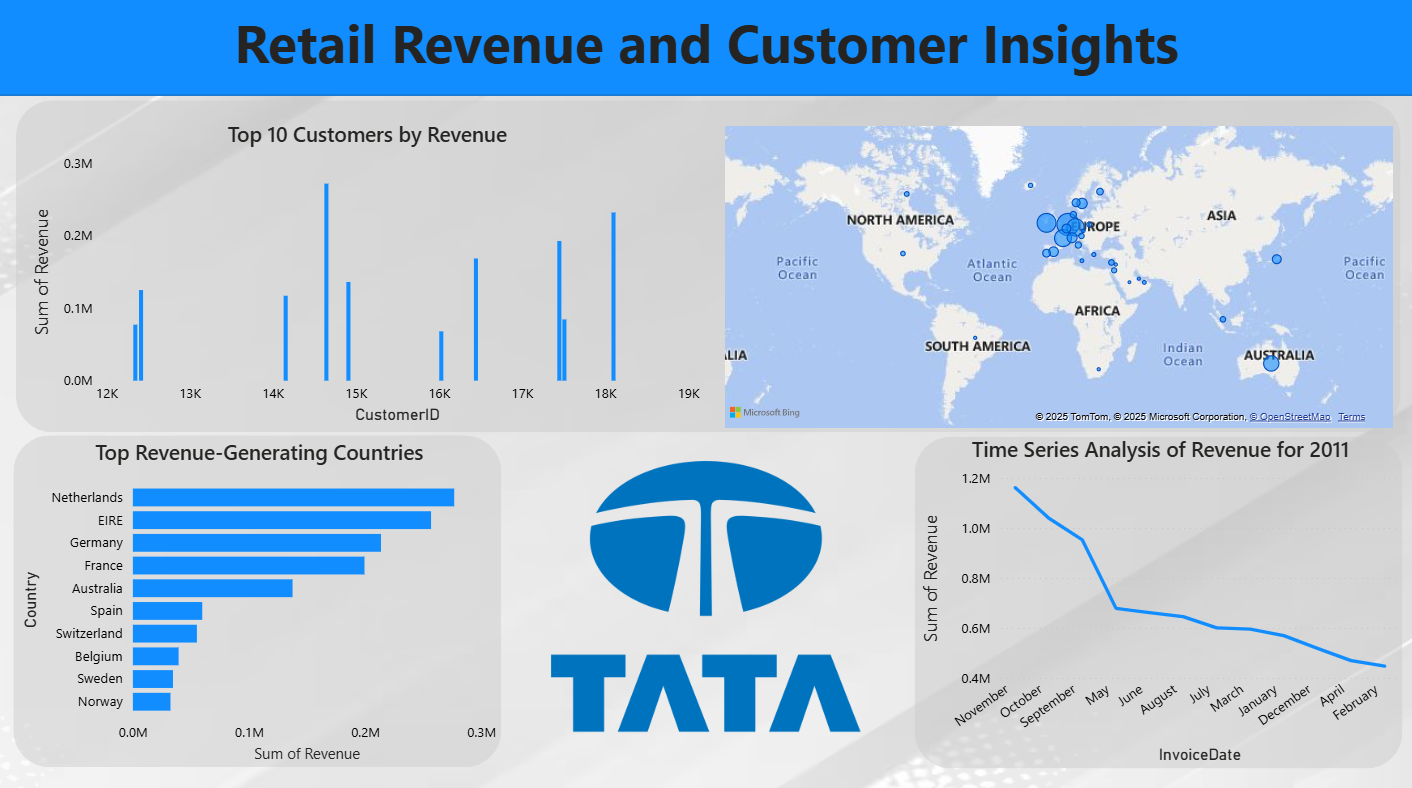 Retail Revenue and Customer Insights
Top 10 Customers by Revenue
0.3M
0.2M
0.1M
0.0M
Sum of Revenue
12K 13K 14K 15K 16K 17K 18K 19K
CustomerID
NORTH AMERICA
EUROPE
ASIA
Pacific
Ocean
Atlantic
Ocean
Pacific
Ocean
AFRICA
SOUTH AMERICA
Indian
Ocean
LIA
AUSTRALIA
Microsoft Bing
© 2025 TomTom, © 2025 Microsoft Corporation, © OpenStreetMap Terms
Top Revenue-Generating Countries
Country
Netherlands
EIRE
Germany
France
Australia
Spain
Switzerland
Belgium
Sweden
Norway
0.0M 0.1M 0.2M 0.3M
Sum of Revenue
TATA
Time Series Analysis of Revenue for 2011
1.2M
1.0M
0.8M
0.6M
0.4M
Sum of Revenue
November October September May June August July March January December April February
InvoiceDate